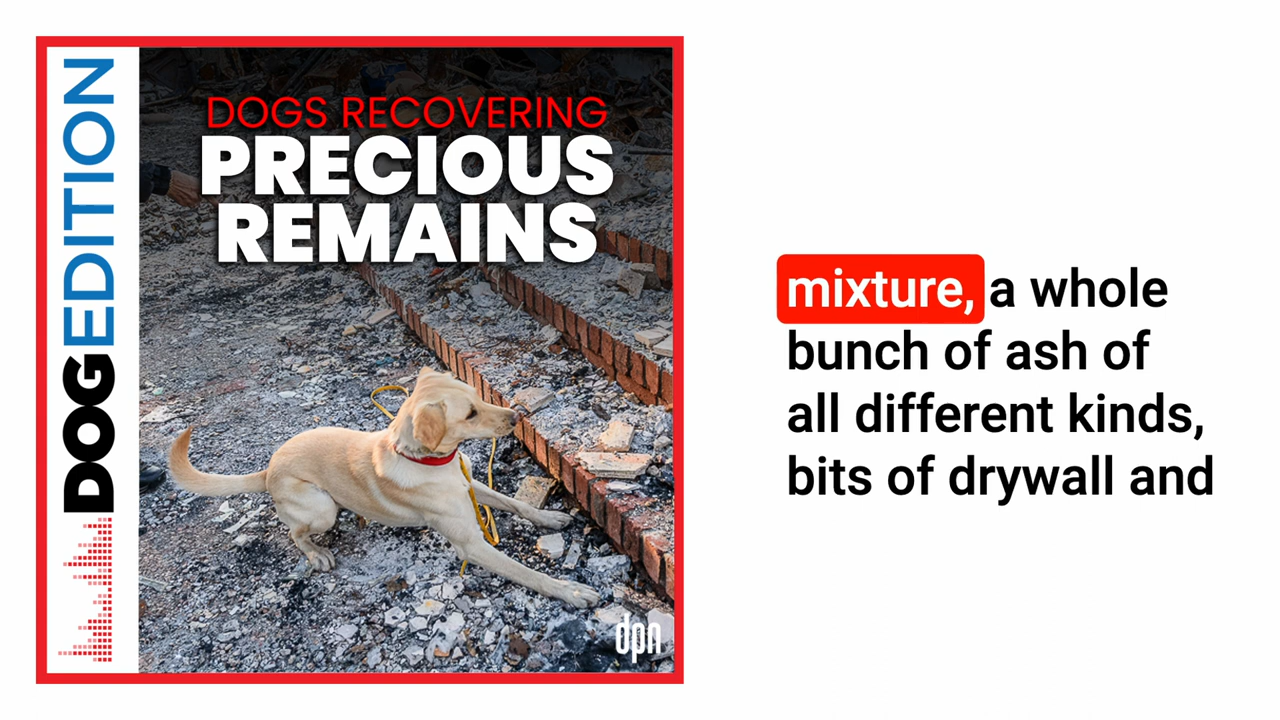 DOGEDITION
DOGS RECOVERING
PRECIOUS
REMAINS
dpn
mixture, a whole
bunch of ash of
all different kinds,
bits of drywall and